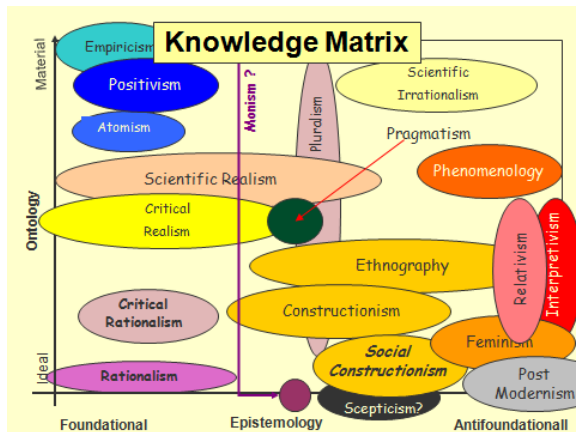 Knowledge Matrix
Empiricism
Positivism
Atomism
Material
Monism ?
Pluralism
Scientific
Irrationalism
Pragmatism
Phenomenology
Scientific Realism
Critical
Realism
Ontology
Ethnography
Relativism
Interpretivism
Critical
Rationalism
Constructionism
Social
Constructionism
Feminism
Rationalism
Ideal
Post
Modernism
Scepticism?
Foundational
Epistemology
Antifoundationall